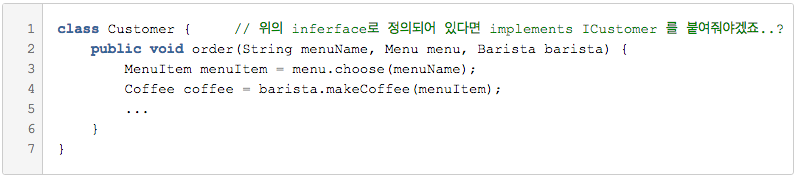 1 class Customer {     // 위의 inferface로 정의되어 있다면 implements ICustomer 를 붙여줘야겠죠..?
2     public void order(String menuName, Menu menu, Barista barista) {
3         MenuItem menuItem = menu.choose(menuName);
4         Coffee coffee = barista.makeCoffee(menuItem);
5         ...
6     }
7 }